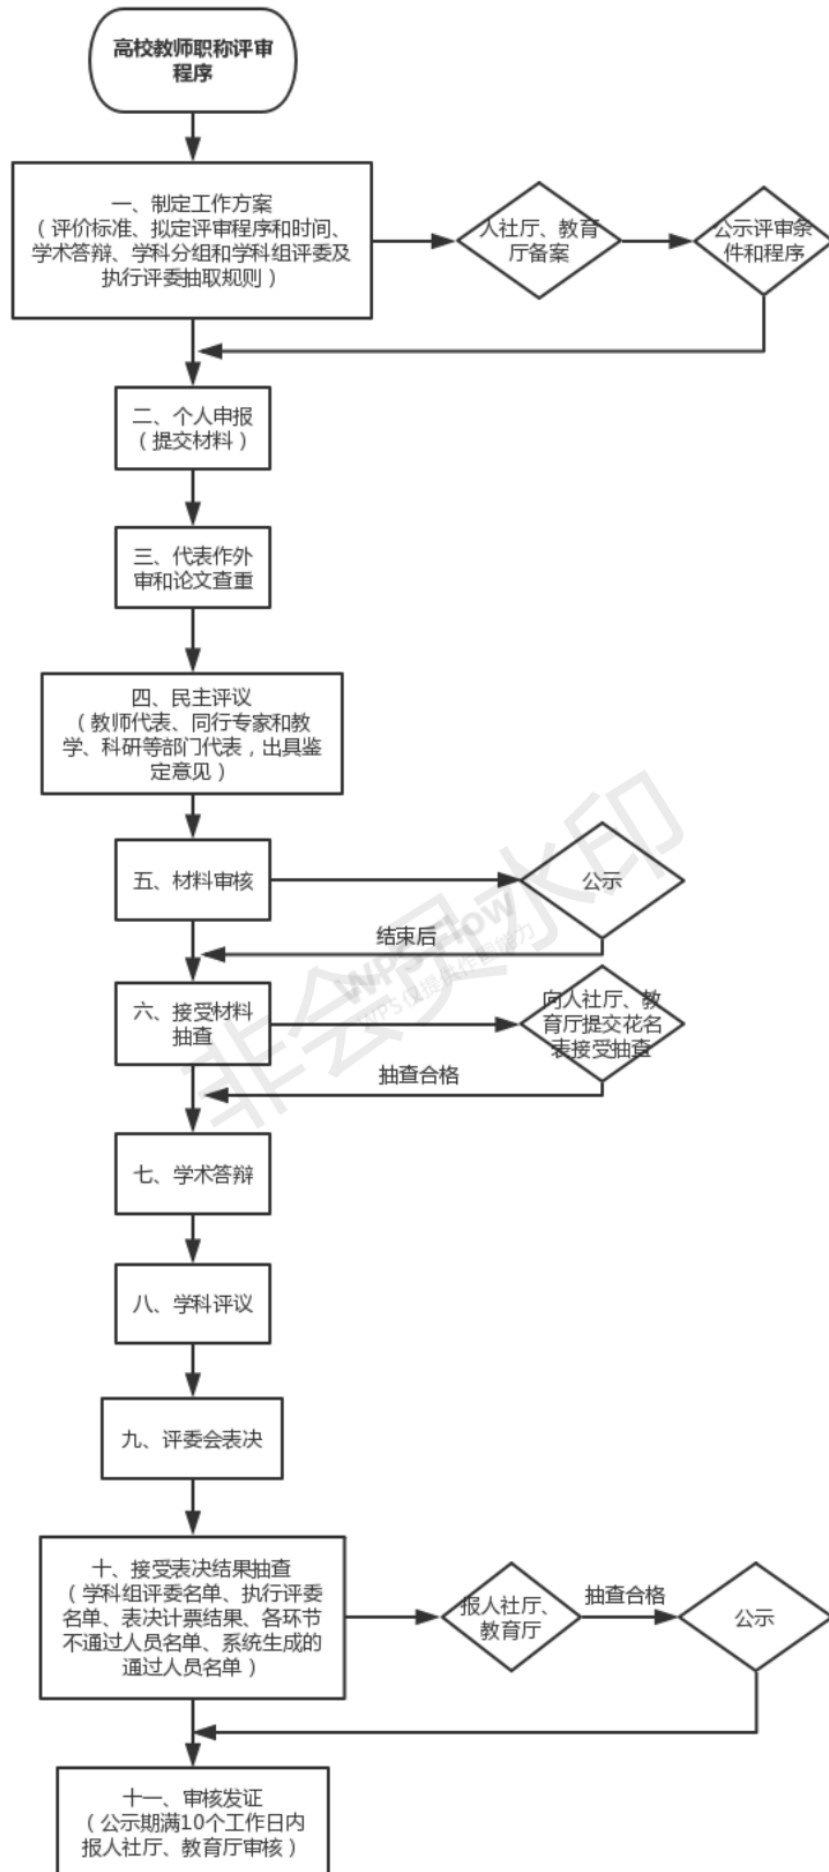 高校教师职称评审
程序
一、制定工作方案
（评价标准、拟定评审程序和时间、
学术答辩、学科分组和学科组评委及
执行评委抽取规则）
人社厅、教育
厅备案
公示评审条
件和程序
二、个人申报
（提交材料）
三、代表作外
审和论文查重
四、民主评议
（教师代表、同行专家和教
学、科研等部门代表，出具鉴
定意见）
五、材料审核
公示
结束后
六、接受材料
抽查
向人社厅、教
育厅提交花名
表接受抽查
抽查合格
七、学术答辩
八、学科评议
九、评委会表决
十、接受表决结果抽查
（学科组评委名单、执行评委
名单、表决计票结果、各环节
不通过人员名单、系统生成的
通过人员名单）
报人社厅、
教育厅
抽查合格
公示
十一、审核发证
（公示期满10个工作日内
报人社厅、教育厅审核）
非会员水印
WPS Flow